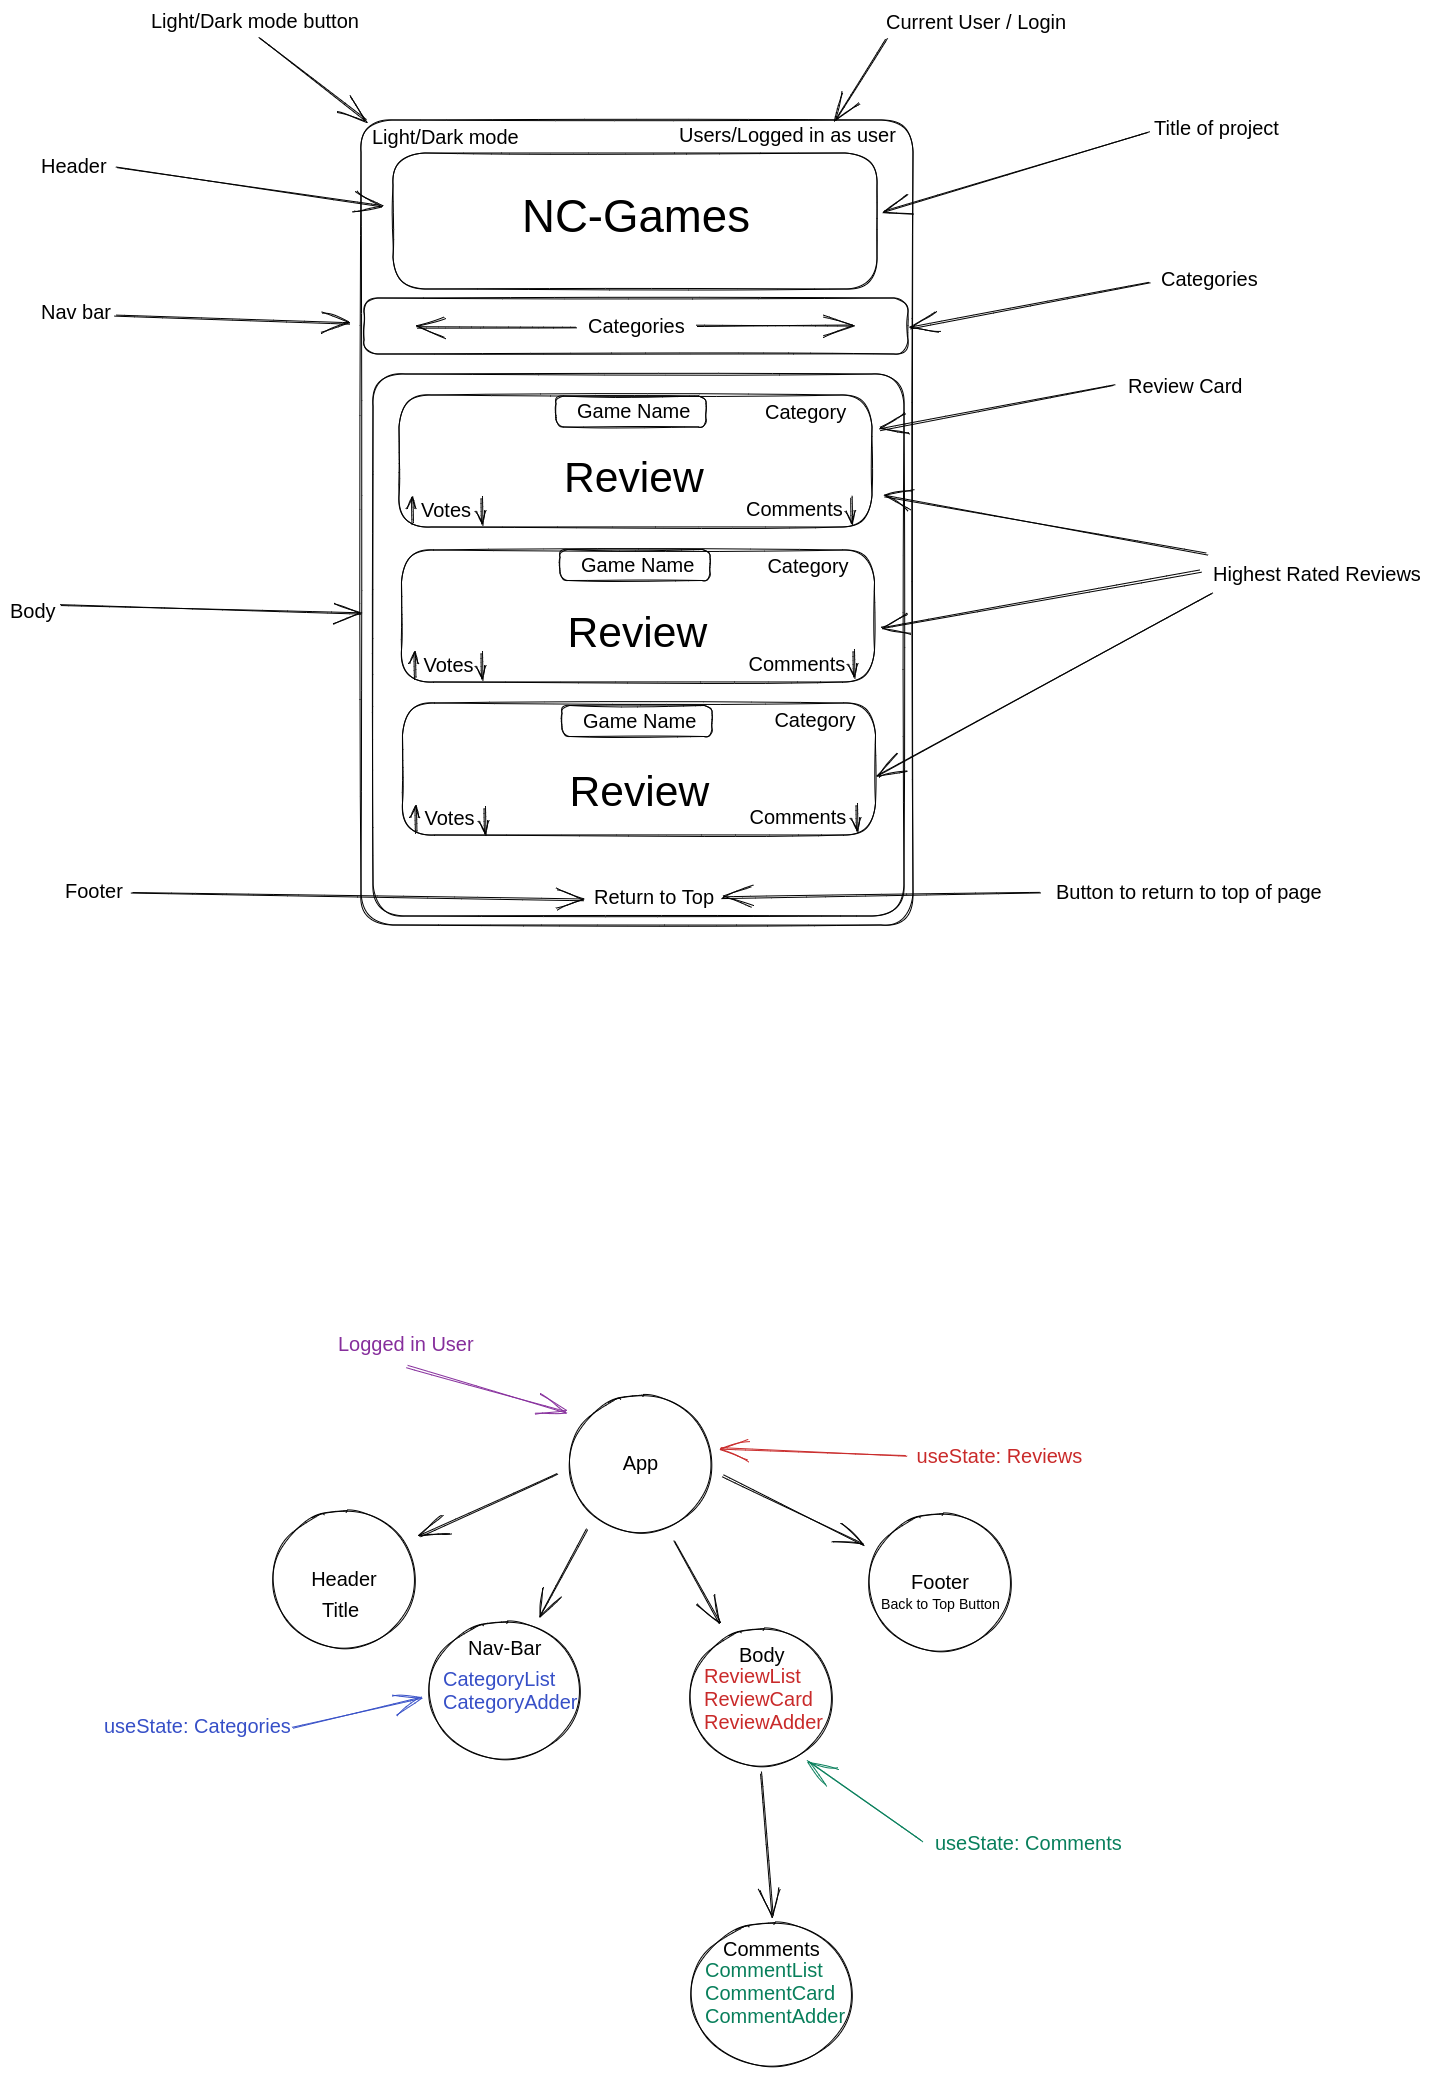 Light/Dark mode button
Current User / Login
Light/Dark mode
Users/Logged in as user
Title of project
Header
NC-Games
Categories
Nav bar
Categories
Review Card
Game Name
Category
Review
Votes
Comments
Game Name
Category
Highest Rated Reviews
Body
Review
Votes
Comments
Game Name
Category
Review
Votes
Comments
Footer
Return to Top
Button to return to top of page
Logged in User
App
useState: Reviews
Header
Title
Footer
Back to Top Button
Nav-Bar
CategoryList
CategoryAdder
Body
ReviewList
ReviewCard
ReviewAdder
useState: Categories
useState: Comments
Comments
CommentList
CommentCard
CommentAdder